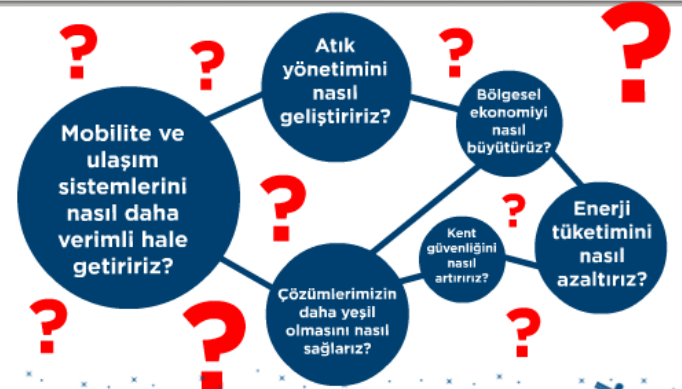 ?
?
?
?
Atık
yönetimini
nasıl
geliştiririz?
Bölgesel
ekonomiyi
nasıl
büyütürüz?
Mobilite ve
ulaşım
sistemlerini
nasıl daha
verimli hale
getiririz?
?
?
Enerji
tüketimini
nasıl
azaltırız?
Kent
güvenliğini
nasıl
artırırız?
Çözümlerimizin
daha yeşil
olmasını nasıl
sağlarız?
?
?
?